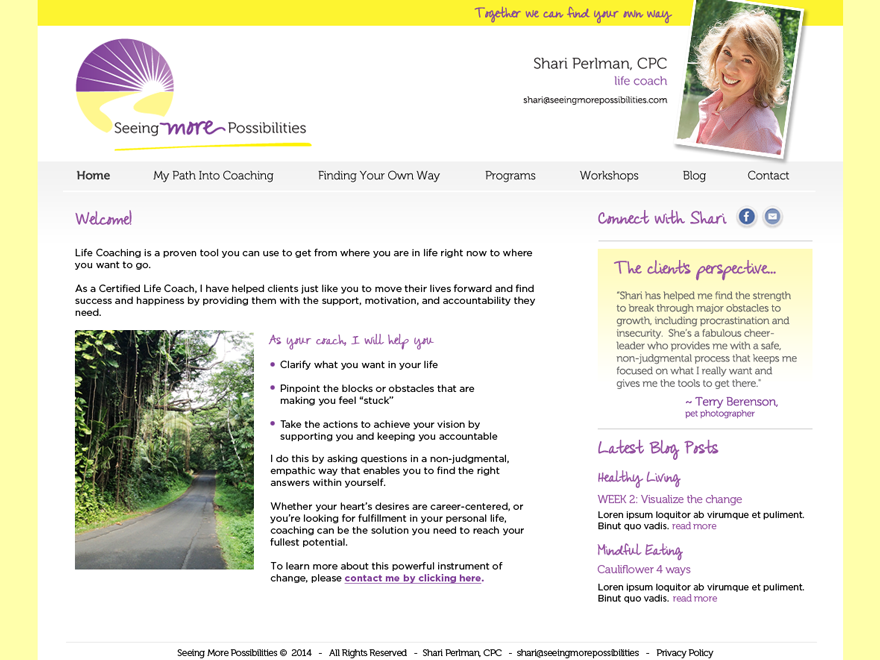 Together we can find your own way
Shari Perlman, CPC
life coach
shari@seeingmorepossibilities.com
Seeing more Possibilities
Home My Path Into Coaching Finding Your Own Way Programs Workshops Blog Contact
Welcome!
Life Coaching is a proven tool you can use to get from where you are in life right now to where
you want to go.
As a Certified Life Coach, I have helped clients just like you to move their lives forward and find
success and happiness by providing them with the support, motivation, and accountability they
need.
As your coach, I will help you
• Clarify what you want in your life
• Pinpoint the blocks or obstacles that are
making you feel “stuck”
• Take the actions to achieve your vision by
supporting you and keeping you accountable
I do this by asking questions in a non-judgmental,
empathic way that enables you to find the right
answers within yourself.
Whether your heart’s desires are career-centered, or
you’re looking for fulfillment in your personal life,
coaching can be the solution you need to reach your
fullest potential.
To learn more about this powerful instrument of
change, please contact me by clicking here.
Connect with Shari
The client's perspective...
“Shari has helped me find the strength
to break through major obstacles to
growth, including procrastination and
insecurity. She’s a fabulous cheer-
leader who provides me with a safe,
non-judgmental process that keeps me
focused on what I really want and
gives me the tools to get there.”
~ Terry Berenson,
pet photographer
Latest Blog Posts
Healthy Living
WEEK 2: Visualize the change
Lorem ipsum loquitor ab virumque et puliment.
Binut quo vadis. read more
Mindful Eating
Cauliflower 4 ways
Lorem ipsum loquitor ab virumque et puliment.
Binut quo vadis. read more
Seeing More Possibilities © 2014 - All Rights Reserved - Shari Perlman, CPC - shari@seeingmorepossibilities - Privacy Policy